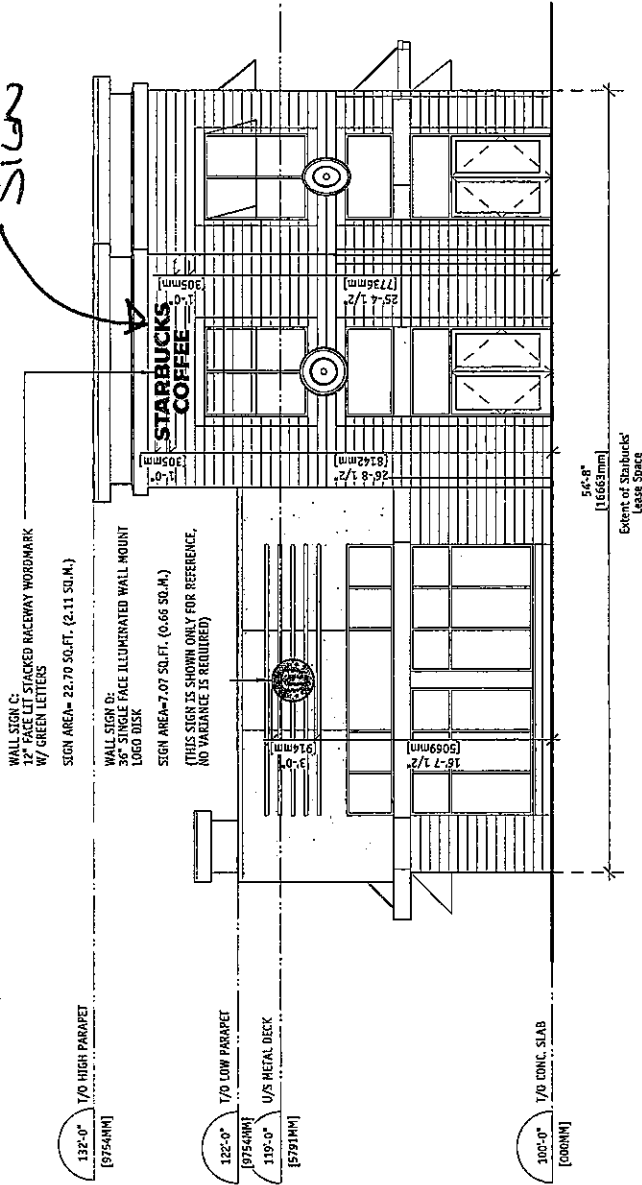 SIGN
WALL SIGN C:
12" FACE LIT STACKED RACEWAY WORDMARK
W/ GREEN LETTERS
SIGN AREA= 22.70 SQ.FT. (2.11 SQ.M.)
WALL SIGN D:
36" SINGLE FACE ILLUMINATED WALL MOUNT
LOGO DISK
SIGN AREA=7.07 SQ.FT. (0.66 SQ.M.)
(THIS SIGN IS SHOWN ONLY FOR REFERENCE,
NO VARIANCE IS REQUIRED)
132'-0"
[9754MM]
T/O HIGH PARAPET
STARBUCKS
COFFEE
1'-0"
[305mm]
1'-0"
[305mm]
25'-4 1/2"
[7736mm]
26'-8 1/2"
[8142mm]
122'-0"
[9754MM]
T/O LOW PARAPET
119'-0"
[5791MM]
U/S METAL DECK
3'-0"
[914mm]
16'-7 1/2"
[5069mm]
100'-0"
[000MM]
T/O CONC. SLAB
54'-8"
[16663mm]
Extent of Starbucks'
Lease Space